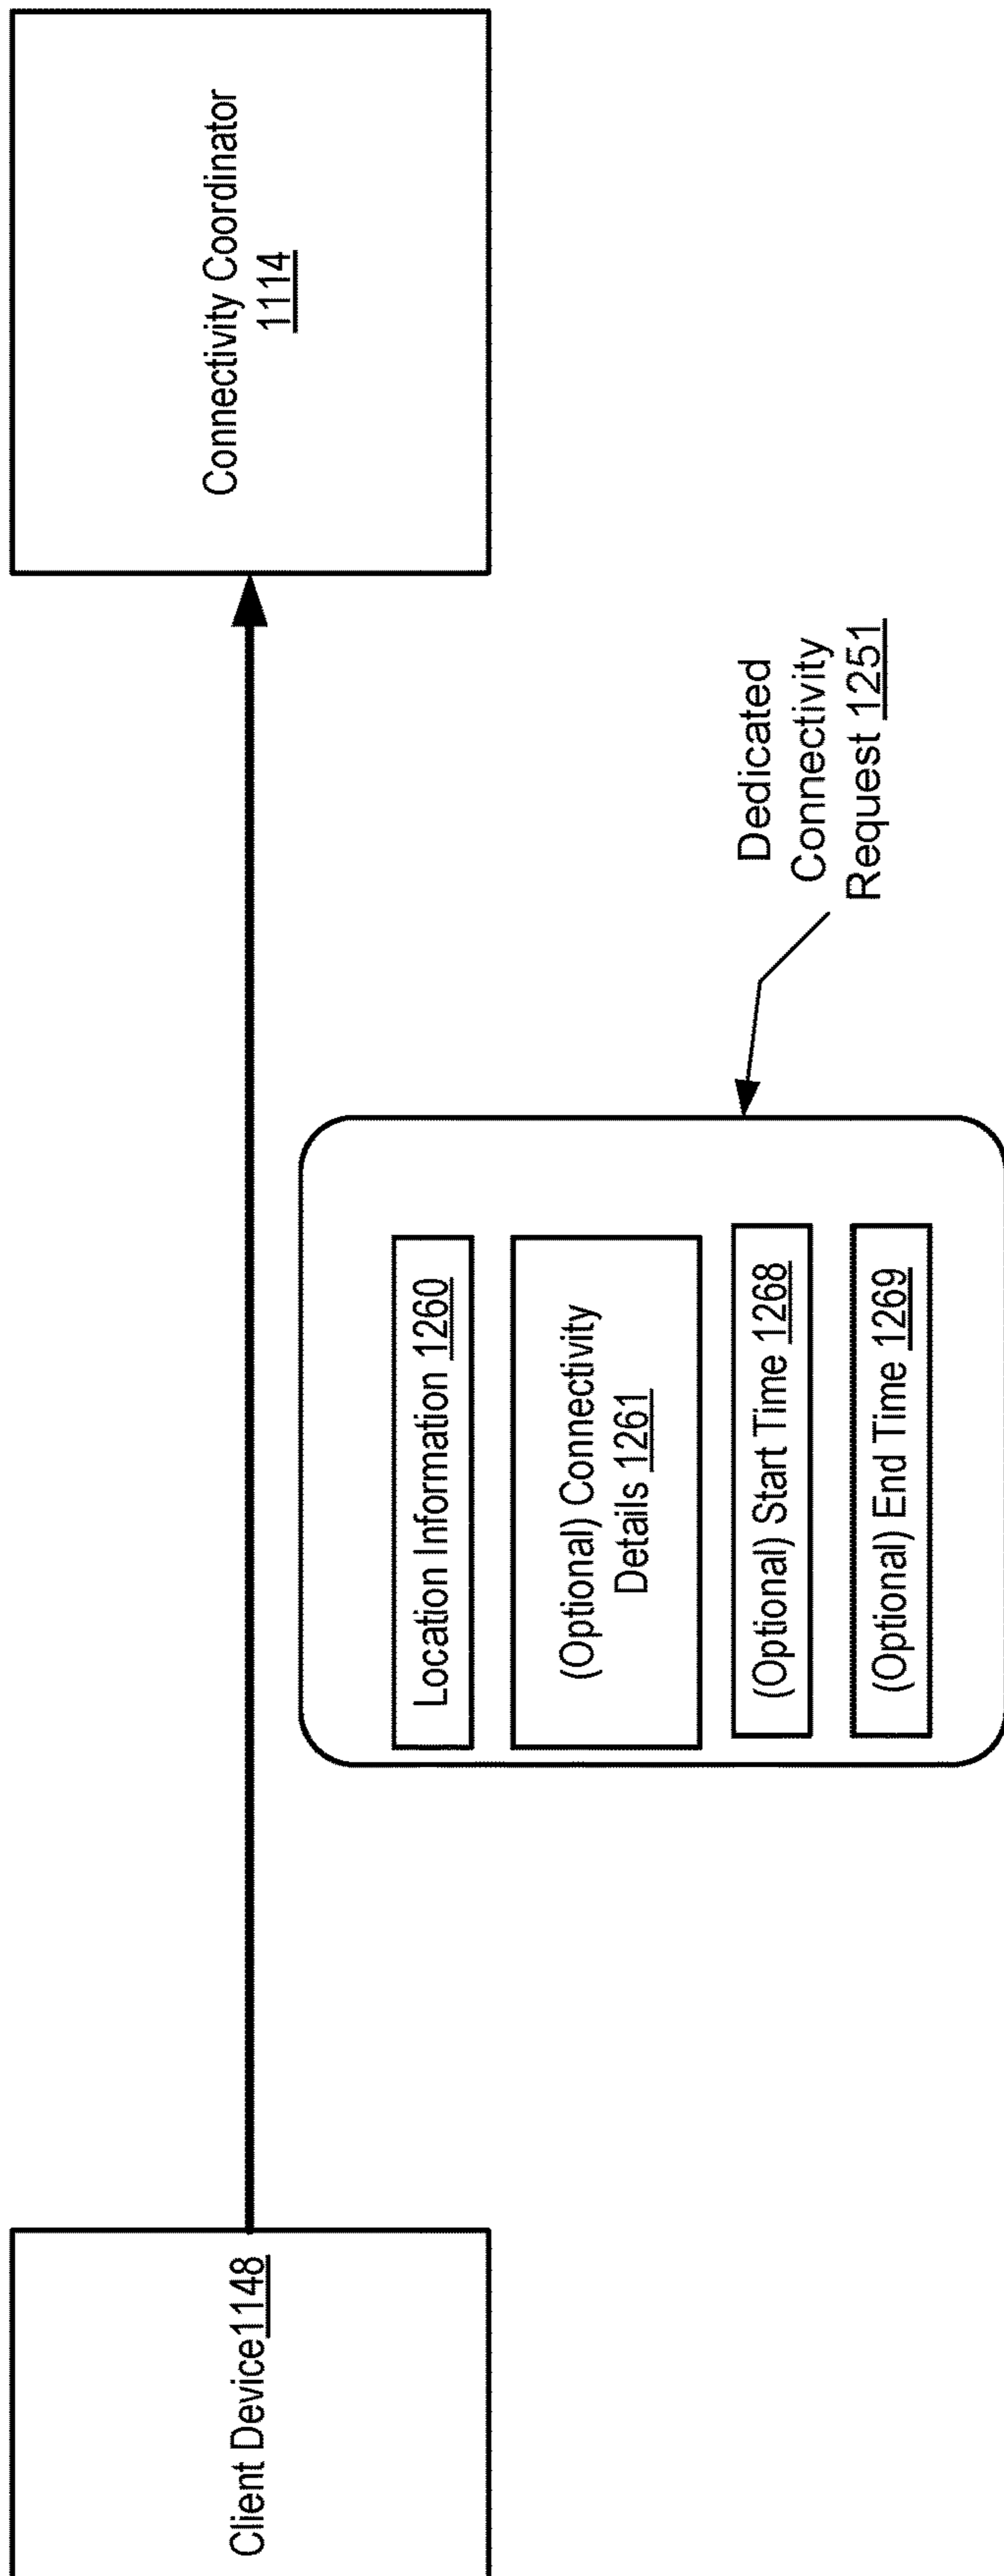 Client Device1148
Connectivity Coordinator
1114
Location Information 1260
(Optional) Connectivity
Details 1261
(Optional) Start Time 1268
(Optional) End Time 1269
Dedicated
Connectivity
Request 1251